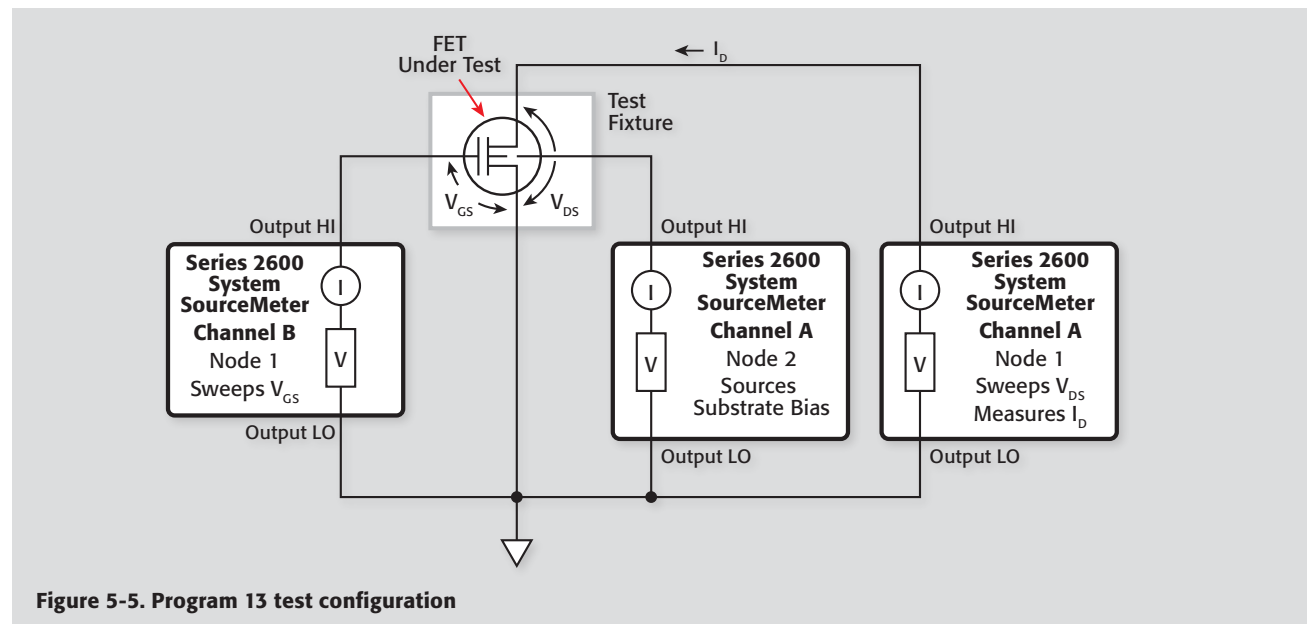 FET
Under Test
← I_D
Test
Fixture
V_GS
V_DS
Output HI
Series 2600
System
SourceMeter
Channel B
Node 1
Sweeps V_GS
I
V
Output LO
Output HI
I
V
Series 2600
System
SourceMeter
Channel A
Node 2
Sources
Substrate Bias
Output LO
Output HI
I
V
Series 2600
System
SourceMeter
Channel A
Node 1
Sweeps V_DS
Measures I_D
Output LO
Figure 5-5. Program 13 test configuration